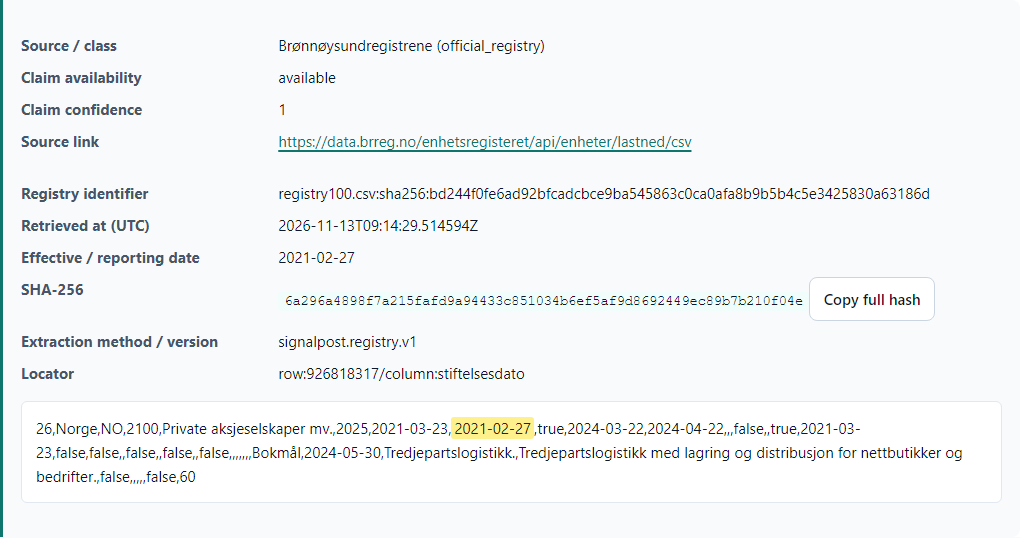 Source / class Brønnøysundregistrene (official_registry)
Claim availability available
Claim confidence 1
Source link https://data.brreg.no/enhetsregisteret/api/enheter/lastned/csv
Registry identifier registry100.csv:sha256:bd244f0fe6ad92bfcadcbce9ba545863c0ca0afa8b9b5b4c5e3425830a63186d
Retrieved at (UTC) 2026-11-13T09:14:29.514594Z
Effective / reporting date 2021-02-27
SHA-256 6a296a4898f7a215fafd9a94433c851034b6ef5af9d8692449ec89b7b210f04e Copy full hash
Extraction method / version signalpost.registry.v1
Locator row:926818317/column:stiftelsesdato
26,Norge,NO,2100,Private aksjeselskaper mv.,2025,2021-03-23,2021-02-27,true,2024-03-22,2024-04-22,,,false,,true,2021-03-
23,false,false,,false,,false,,false,,,,,,,Bokmål,2024-05-30,Tredjepartslogistikk.,Tredjepartslogistikk med lagring og distribusjon for nettbutikker og
bedrifter.,false,,,,,false,60